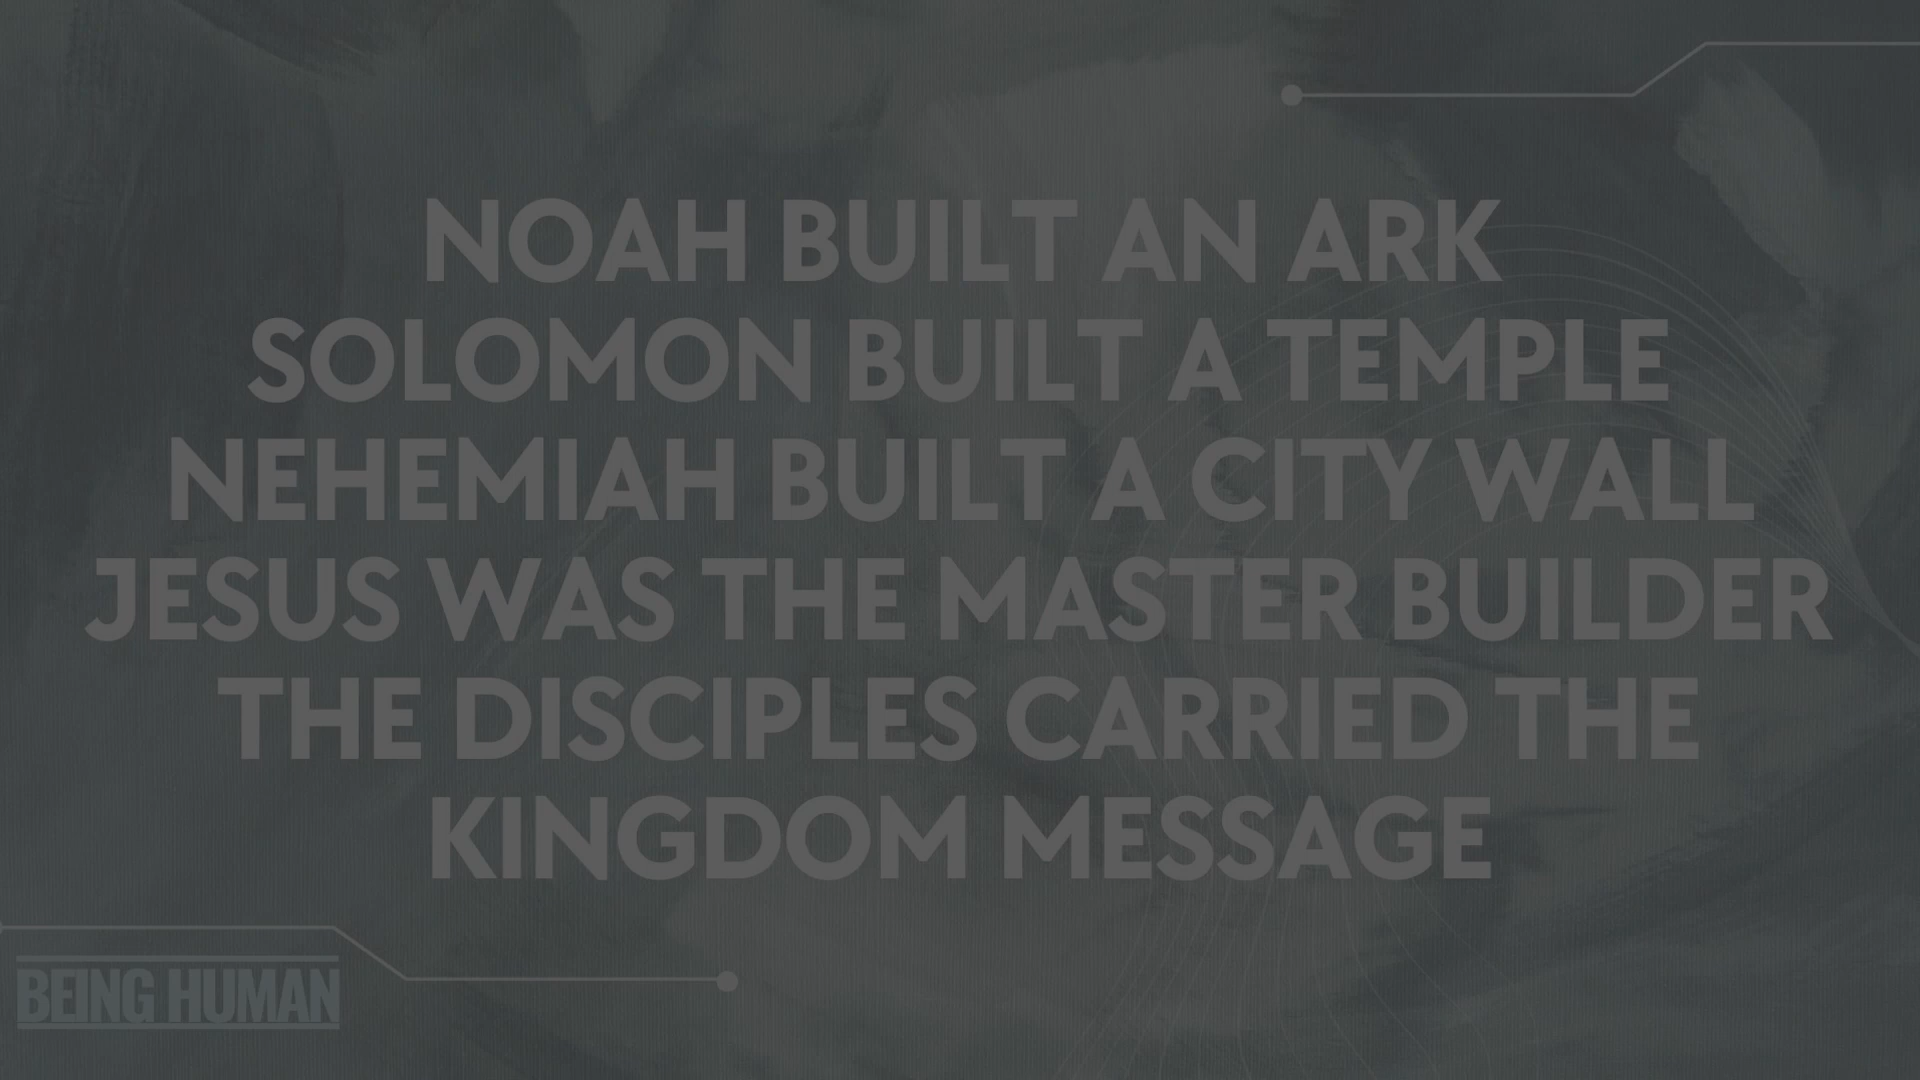 NOAH BUILT AN ARK
SOLOMON BUILT A TEMPLE
NEHEMIAH BUILT A CITY WALL
JESUS WAS THE MASTER BUILDER
THE DISCIPLES CARRIED THE
KINGDOM MESSAGE
BEING HUMAN